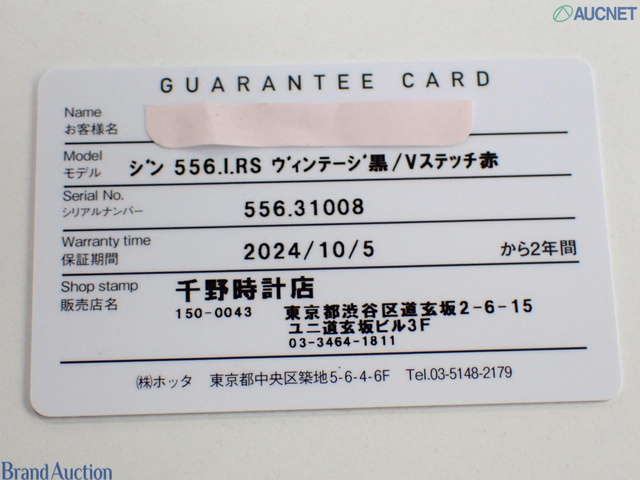 AUCNET
GUARANTEE CARD
Name
お客様名
Model
モデル
ジン 556.I.RS ヴィンテージ黒/Vステッチ赤
Serial No.
シリアルナンバー
556.31008
Warranty time
保証期間
2024/10/5 から2年間
Shop stamp
販売店名
千野時計店
150-0043 東京都渋谷区道玄坂2-6-15
ユニ道玄坂ビル3F
03-3464-1811
㈱ホッタ 東京都中央区築地5-6-4-6F Tel.03-5148-2179
Brand Auction